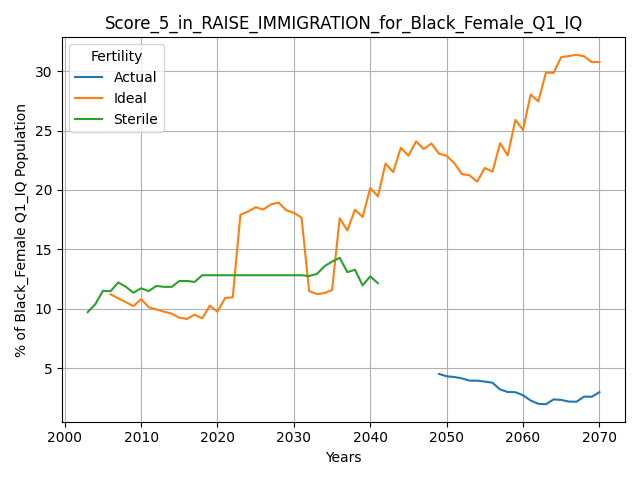 Score_5_in_RAISE_IMMIGRATION_for_Black_Female_Q1_IQ
Fertility
Actual
Ideal
Sterile
% of Black_Female Q1_IQ Population
30
25
20
15
10
5
2000 2010 2020 2030 2040 2050 2060 2070
Years